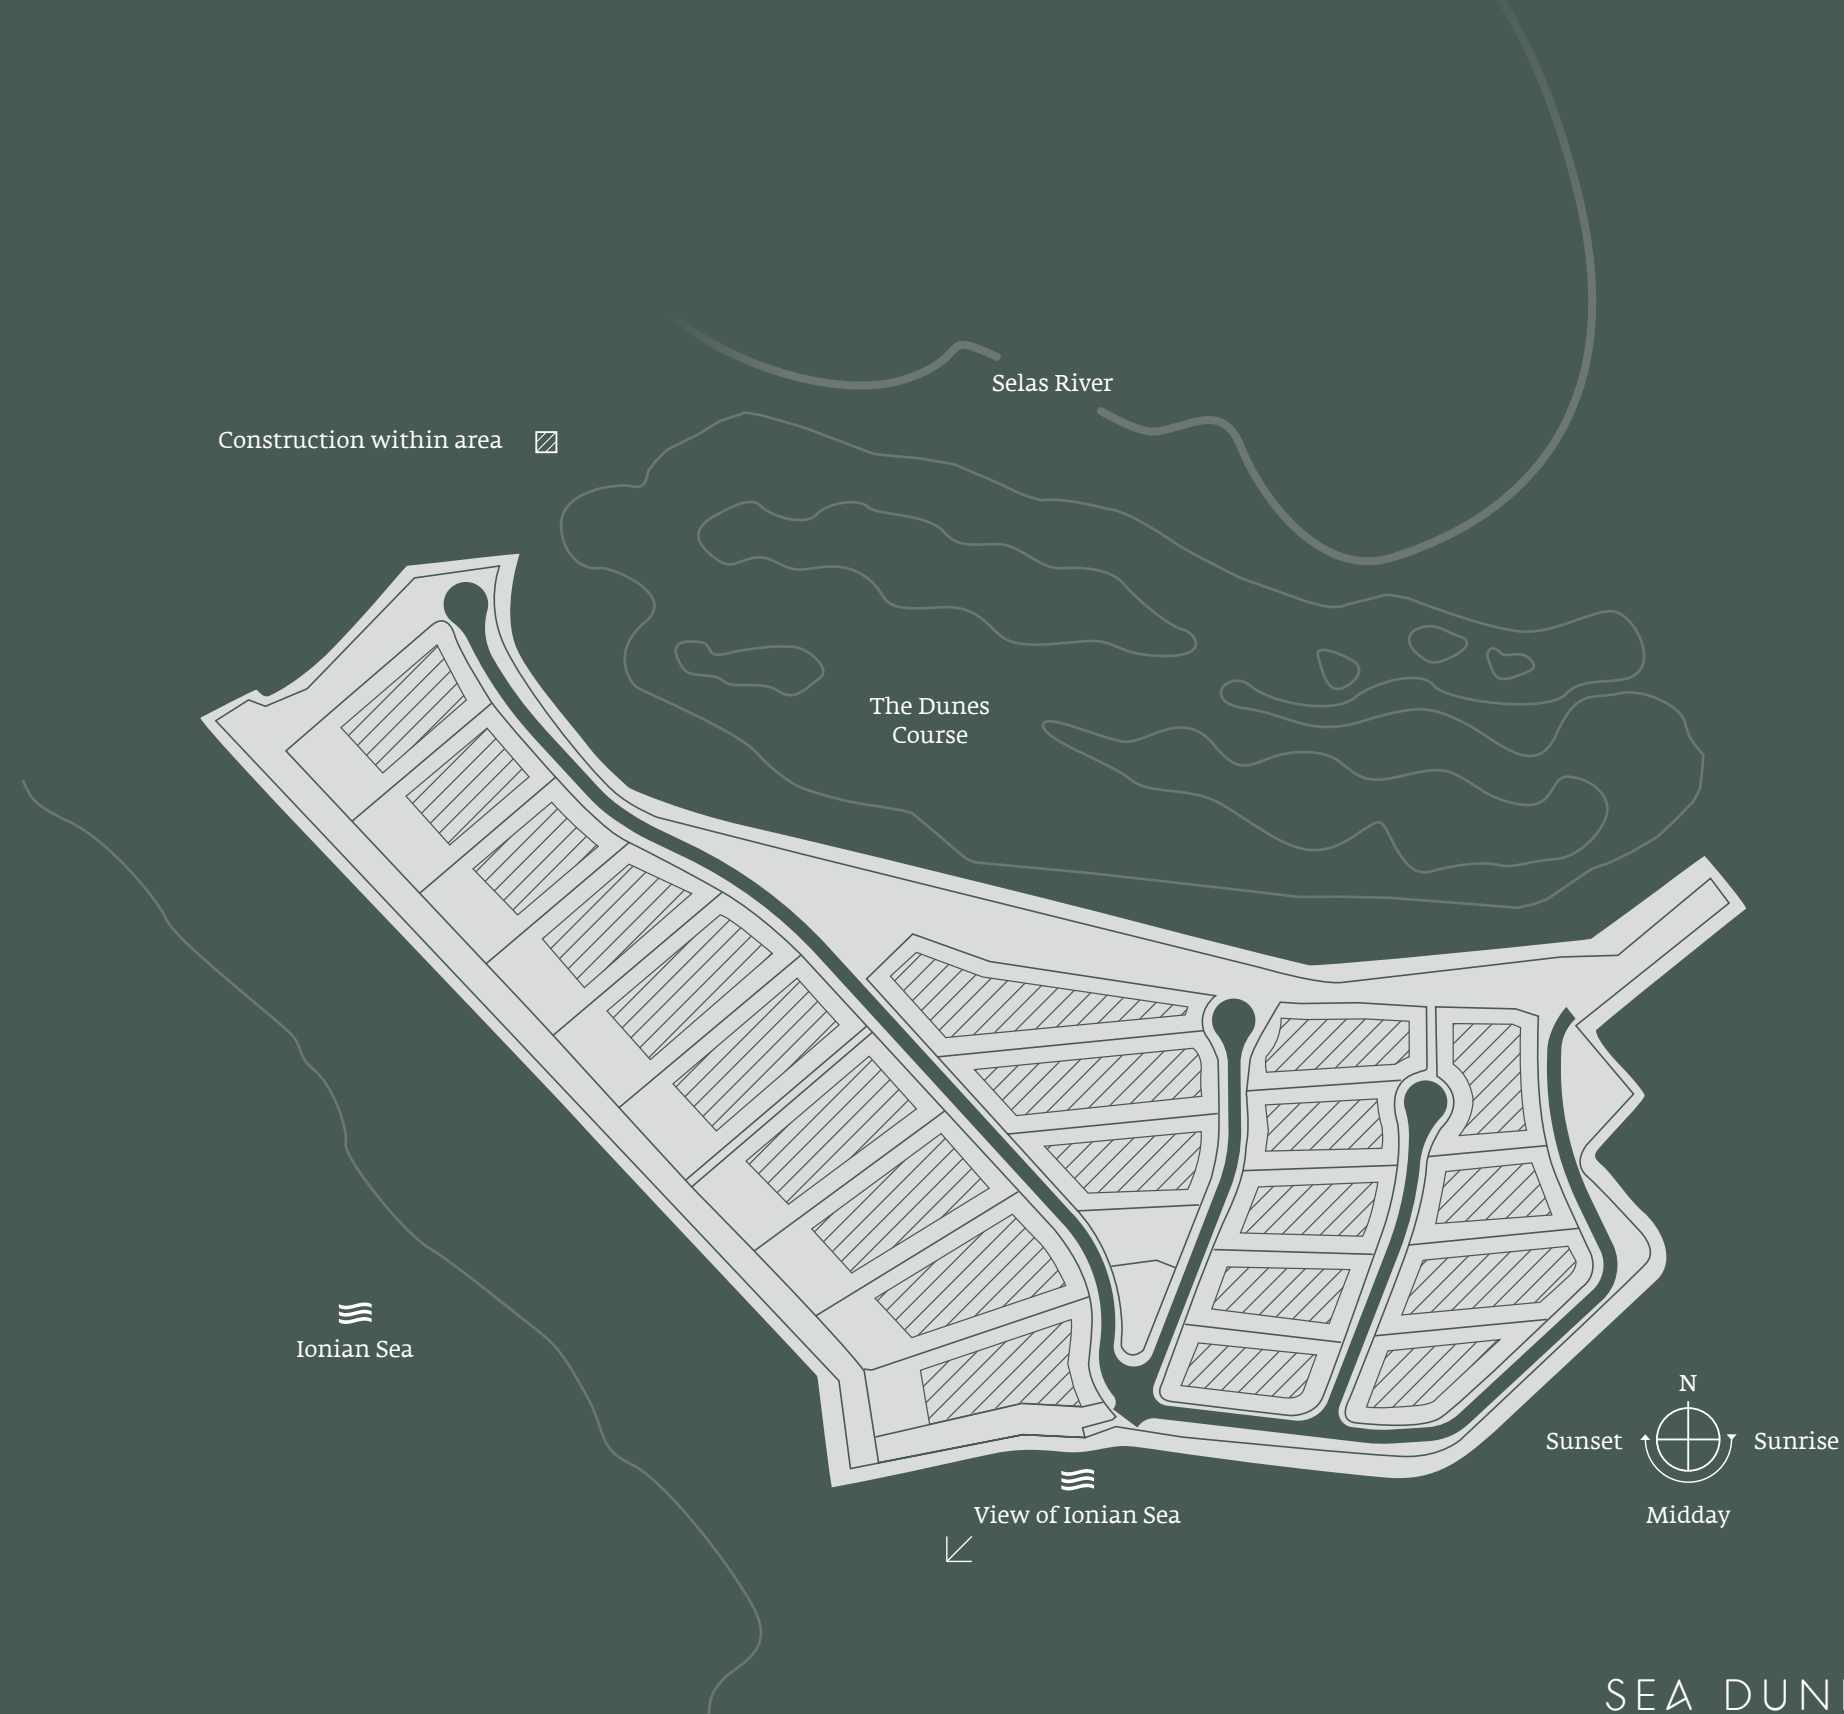 Selas River
Construction within area
The Dunes
Course
Ionian Sea
N
Sunset
Sunrise
Midday
View of Ionian Sea
SEA DUN